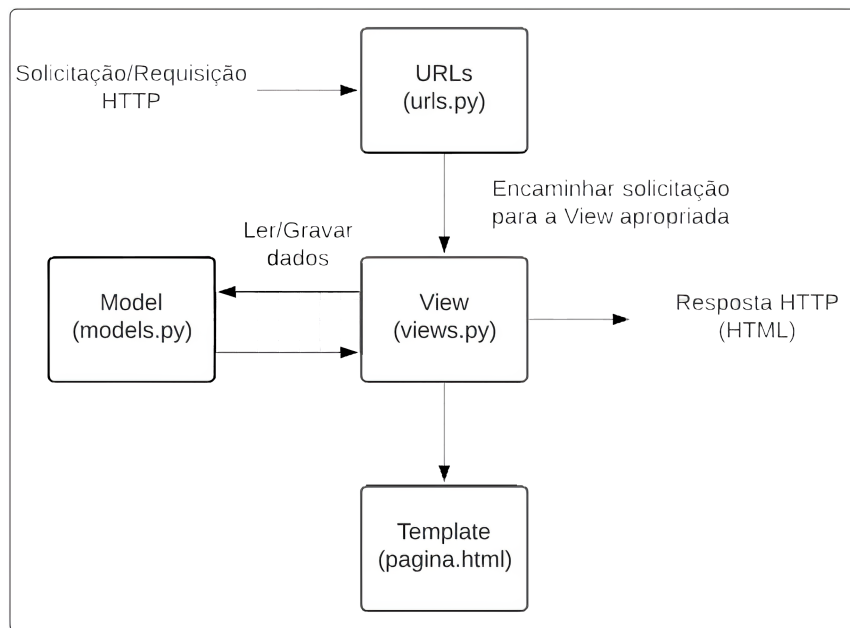 Solicitação/Requisição
HTTP
URLs
(urls.py)
Encaminhar solicitação
para a View apropriada
Ler/Gravar
dados
Model
(models.py)
View
(views.py)
Resposta HTTP
(HTML)
Template
(pagina.html)